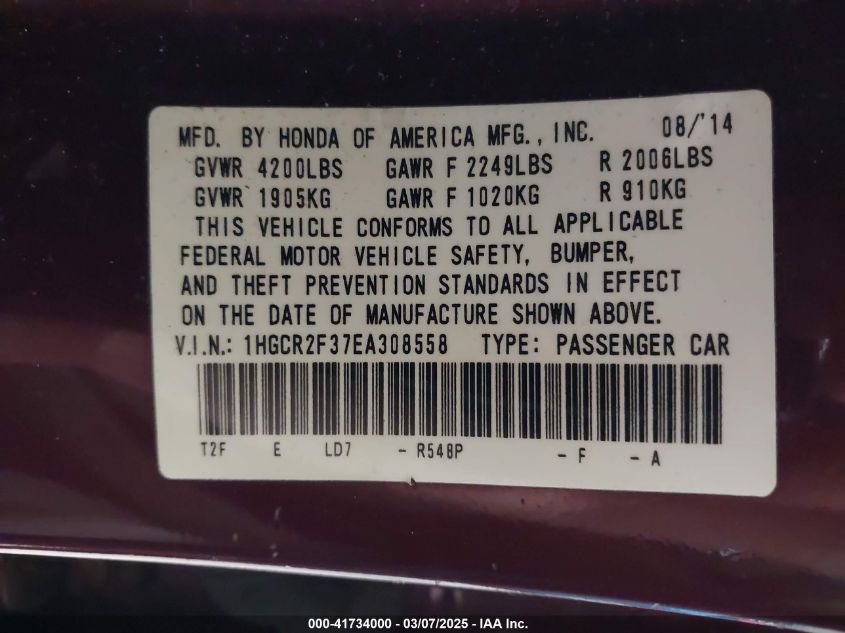 MFD. BY HONDA OF AMERICA MFG., INC. 08/'14
GVWR 4200LBS GAWR F 2249LBS R 2006LBS
GVWR 1905KG GAWR F 1020KG R 910KG
THIS VEHICLE CONFORMS TO ALL APPLICABLE
FEDERAL MOTOR VEHICLE SAFETY, BUMPER,
AND THEFT PREVENTION STANDARDS IN EFFECT
ON THE DATE OF MANUFACTURE SHOWN ABOVE.
V.I.N.: 1HGCR2F37EA308558 TYPE: PASSENGER CAR
T2F E LD7 - R548P - F - A
000-41734000 - 03/07/2025 - IAA Inc.